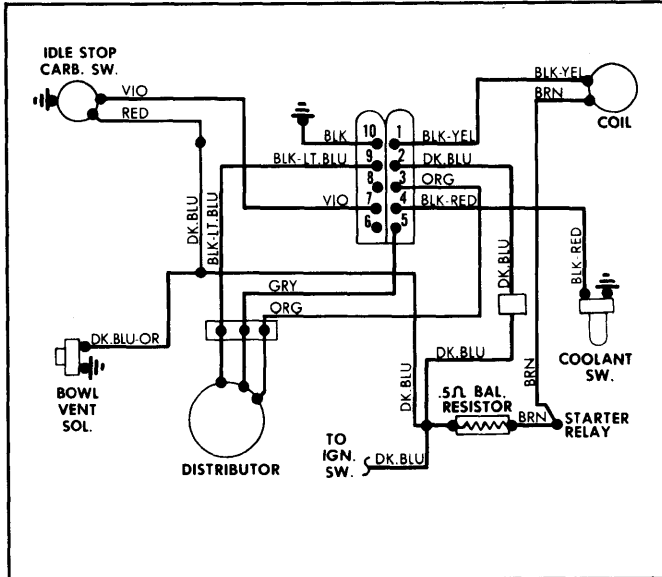 IDLE STOP
CARB. SW.
VIO
RED
BLK-YEL
BRN
COIL
BLK
10
1
BLK-YEL
BLK-LT.BLU
9
2
DK.BLU
8
3
ORG
VIO
7
4
BLK-RED
6
5
DK.BLU
BLK-LT.BLU
DK.BLU
BLK-RED
GRY
ORG
DK.BLU-OR
BOWL
VENT
SOL.
DISTRIBUTOR
DK.BLU
DK.BLU
.5Ω BAL.
RESISTOR
BRN
BRN
COOLANT
SW.
STARTER
RELAY
TO
IGN.
SW.
DK.BLU